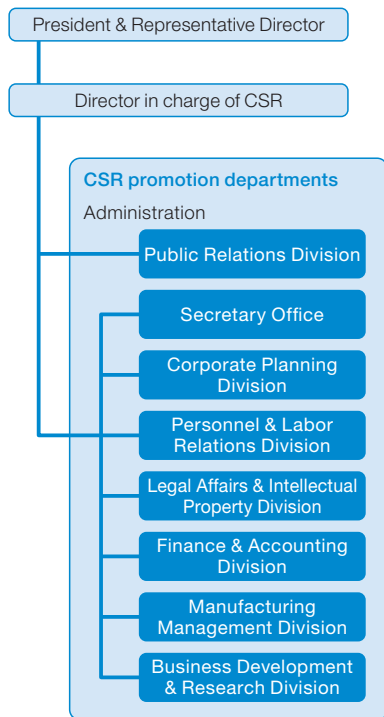 President & Representative Director
Director in charge of CSR
CSR promotion departments
Administration
Public Relations Division
Secretary Office
Corporate Planning
Division
Personnel & Labor
Relations Division
Legal Affairs & Intellectual
Property Division
Finance & Accounting
Division
Manufacturing
Management Division
Business Development
& Research Division